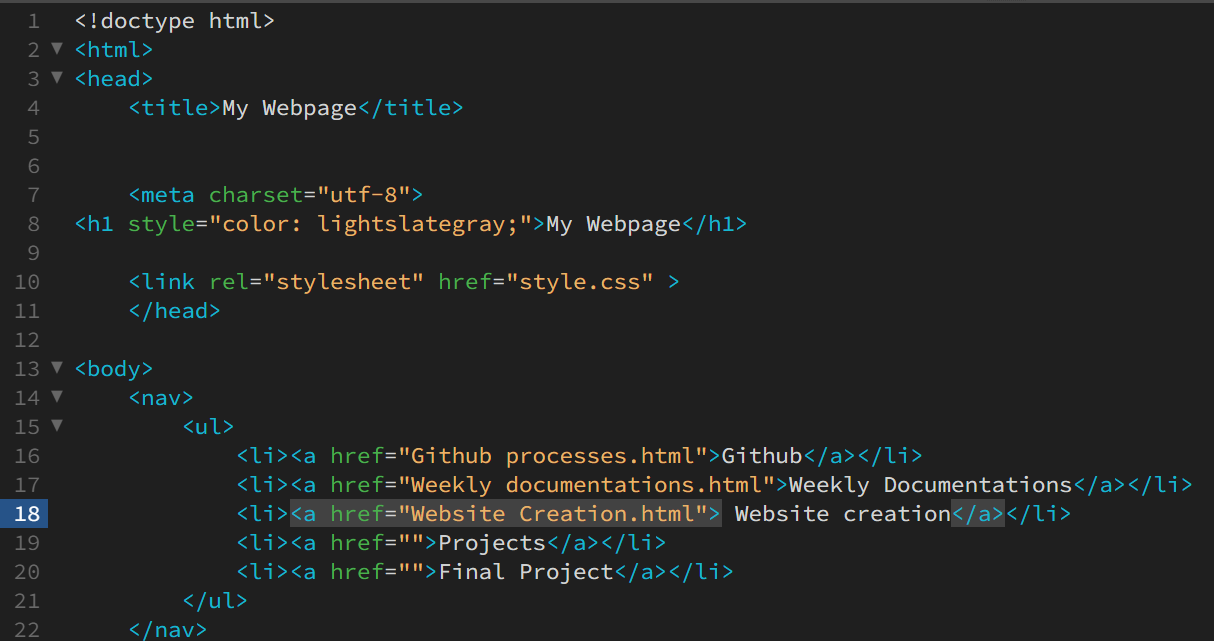 1 <!doctype html>
2 <html>
3 <head>
4 <title>My Webpage</title>
5
6
7 <meta charset="utf-8">
8 <h1 style="color: lightslategray;">My Webpage</h1>
9
10 <link rel="stylesheet" href="style.css" >
11 </head>
12
13 <body>
14 <nav>
15 <ul>
16 <li><a href="Github processes.html">Github</a></li>
17 <li><a href="Weekly documentations.html">Weekly Documentations</a></li>
18 <li><a href="Website Creation.html"> Website creation</a></li>
19 <li><a href="">Projects</a></li>
20 <li><a href="">Final Project</a></li>
21 </ul>
22 </nav>